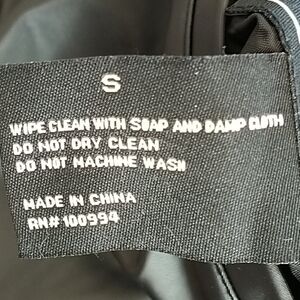 S
WIPE CLEAN WITH SOAP AND DAMP CLOTH
DO NOT DRY CLEAN
DO NOT MACHINE WASH
MADE IN CHINA
RN# 100994